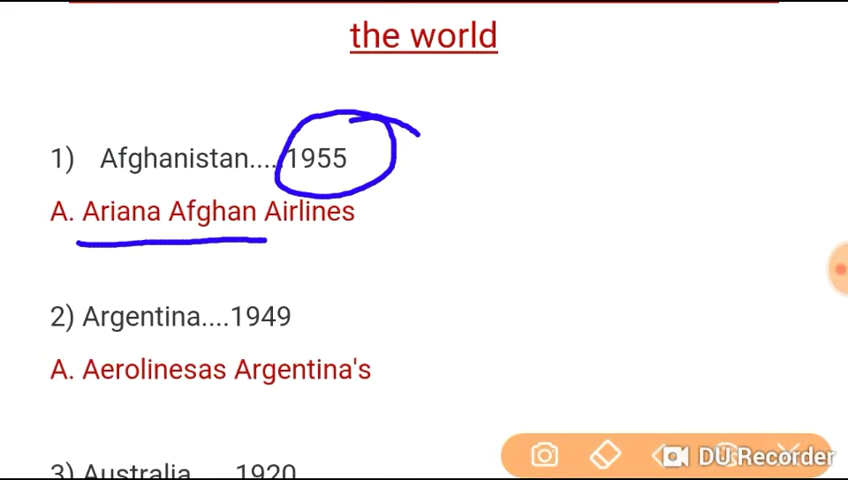 the world
1) Afghanistan.....1955
A. Ariana Afghan Airlines
2) Argentina....1949
A. Aerolinesas Argentina's
3) Australia.....1920
DU Recorder